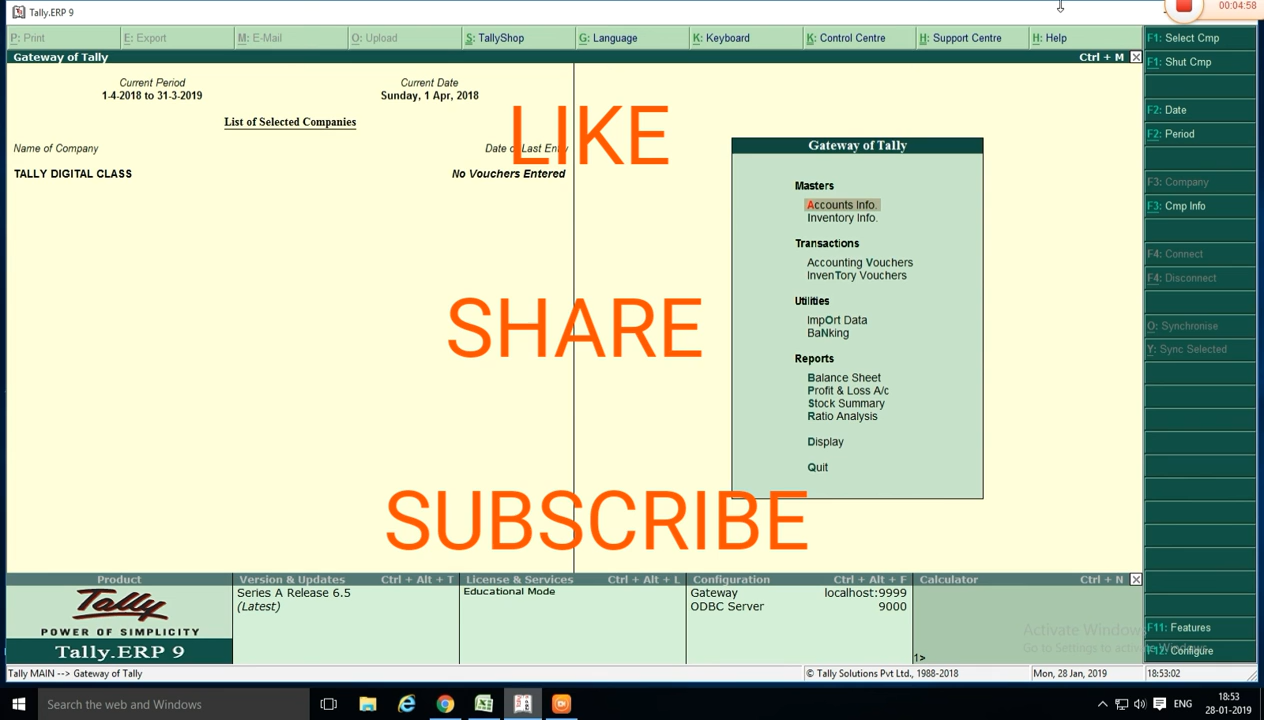 Tally.ERP 9
00:04:58
P: Print
E: Export
M: E-Mail
O: Upload
S: TallyShop
G: Language
K: Keyboard
K: Control Centre
H: Support Centre
H: Help
Gateway of Tally
Ctrl + M
Current Period
1-4-2018 to 31-3-2019
Current Date
Sunday, 1 Apr, 2018
List of Selected Companies
Name of Company
Date of Last Entry
TALLY DIGITAL CLASS
No Vouchers Entered
LIKE
SHARE
SUBSCRIBE
Gateway of Tally
Masters
Accounts Info.
Inventory Info.
Transactions
Accounting Vouchers
InvenTory Vouchers
Utilities
ImpOrt Data
BaNking
Reports
Balance Sheet
Profit & Loss A/c
Stock Summary
Ratio Analysis
Display
Quit
F1: Select Cmp
F1: Shut Cmp
F2: Date
F2: Period
F3: Company
F3: Cmp Info
F4: Connect
F4: Disconnect
O: Synchronise
Y: Sync Selected
F11: Features
F12: Configure
Activate Windows
Go to Settings to activate Windows.
Product
Tally
POWER OF SIMPLICITY
Tally.ERP 9
Version & Updates
Ctrl + Alt + T
Series A Release 6.5
(Latest)
License & Services
Ctrl + Alt + L
Educational Mode
Configuration
Ctrl + Alt + F
Gateway
localhost:9999
ODBC Server
9000
Calculator
Ctrl + N
1>
Tally MAIN --> Gateway of Tally
© Tally Solutions Pvt Ltd., 1988-2018
Mon, 28 Jan, 2019
18:53:02
Search the web and Windows
ENG
18:53
28-01-2019